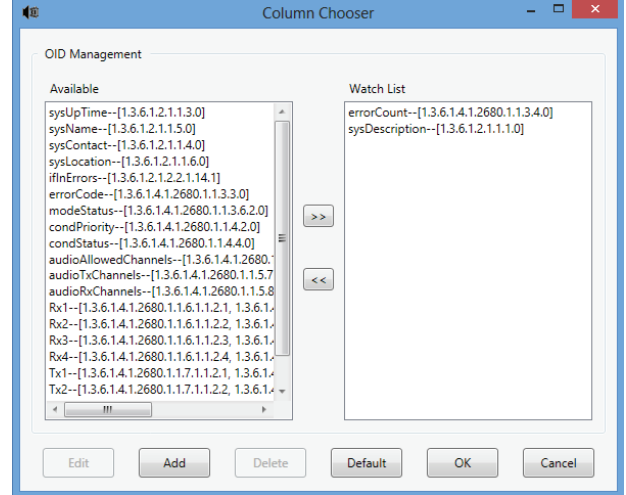 Column Chooser
OID Management
Available
Watch List
sysUpTime--[1.3.6.1.2.1.1.3.0]
sysName--[1.3.6.1.2.1.1.5.0]
sysContact--[1.3.6.1.2.1.1.4.0]
sysLocation--[1.3.6.1.2.1.1.6.0]
ifInErrors--[1.3.6.1.2.1.2.2.1.14.1]
errorCode--[1.3.6.1.4.1.2680.1.1.3.3.0]
modeStatus--[1.3.6.1.4.1.2680.1.1.3.6.2.0]
condPriority--[1.3.6.1.4.1.2680.1.1.4.2.0]
condStatus--[1.3.6.1.4.1.2680.1.1.4.4.0]
audioAllowedChannels--[1.3.6.1.4.1.2680.
audioTxChannels--[1.3.6.1.4.1.2680.1.1.5.7
audioRxChannels--[1.3.6.1.4.1.2680.1.1.5.8
Rx1--[1.3.6.1.4.1.2680.1.1.6.1.1.2.1, 1.3.6.1.
Rx2--[1.3.6.1.4.1.2680.1.1.6.1.1.2.2, 1.3.6.1.
Rx3--[1.3.6.1.4.1.2680.1.1.6.1.1.2.3, 1.3.6.1.
Rx4--[1.3.6.1.4.1.2680.1.1.6.1.1.2.4, 1.3.6.1.
Tx1--[1.3.6.1.4.1.2680.1.1.7.1.1.2.1, 1.3.6.1.
Tx2--[1.3.6.1.4.1.2680.1.1.7.1.1.2.2, 1.3.6.1.
>>
<<
errorCount--[1.3.6.1.4.1.2680.1.1.3.4.0]
sysDescription--[1.3.6.1.2.1.1.1.0]
Edit
Add
Delete
Default
OK
Cancel